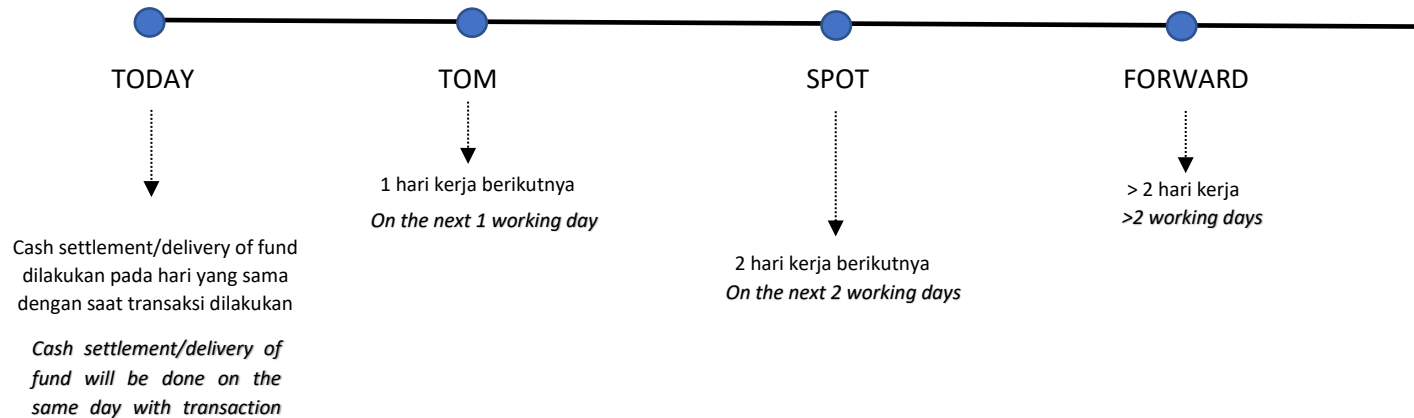 TODAY
TOM
SPOT
FORWARD
1 hari kerja berikutnya
On the next 1 working day
> 2 hari kerja
>2 working days
Cash settlement/delivery of fund
dilakukan pada hari yang sama
dengan saat transaksi dilakukan
2 hari kerja berikutnya
On the next 2 working days
Cash settlement/delivery of
fund will be done on the
same day with transaction